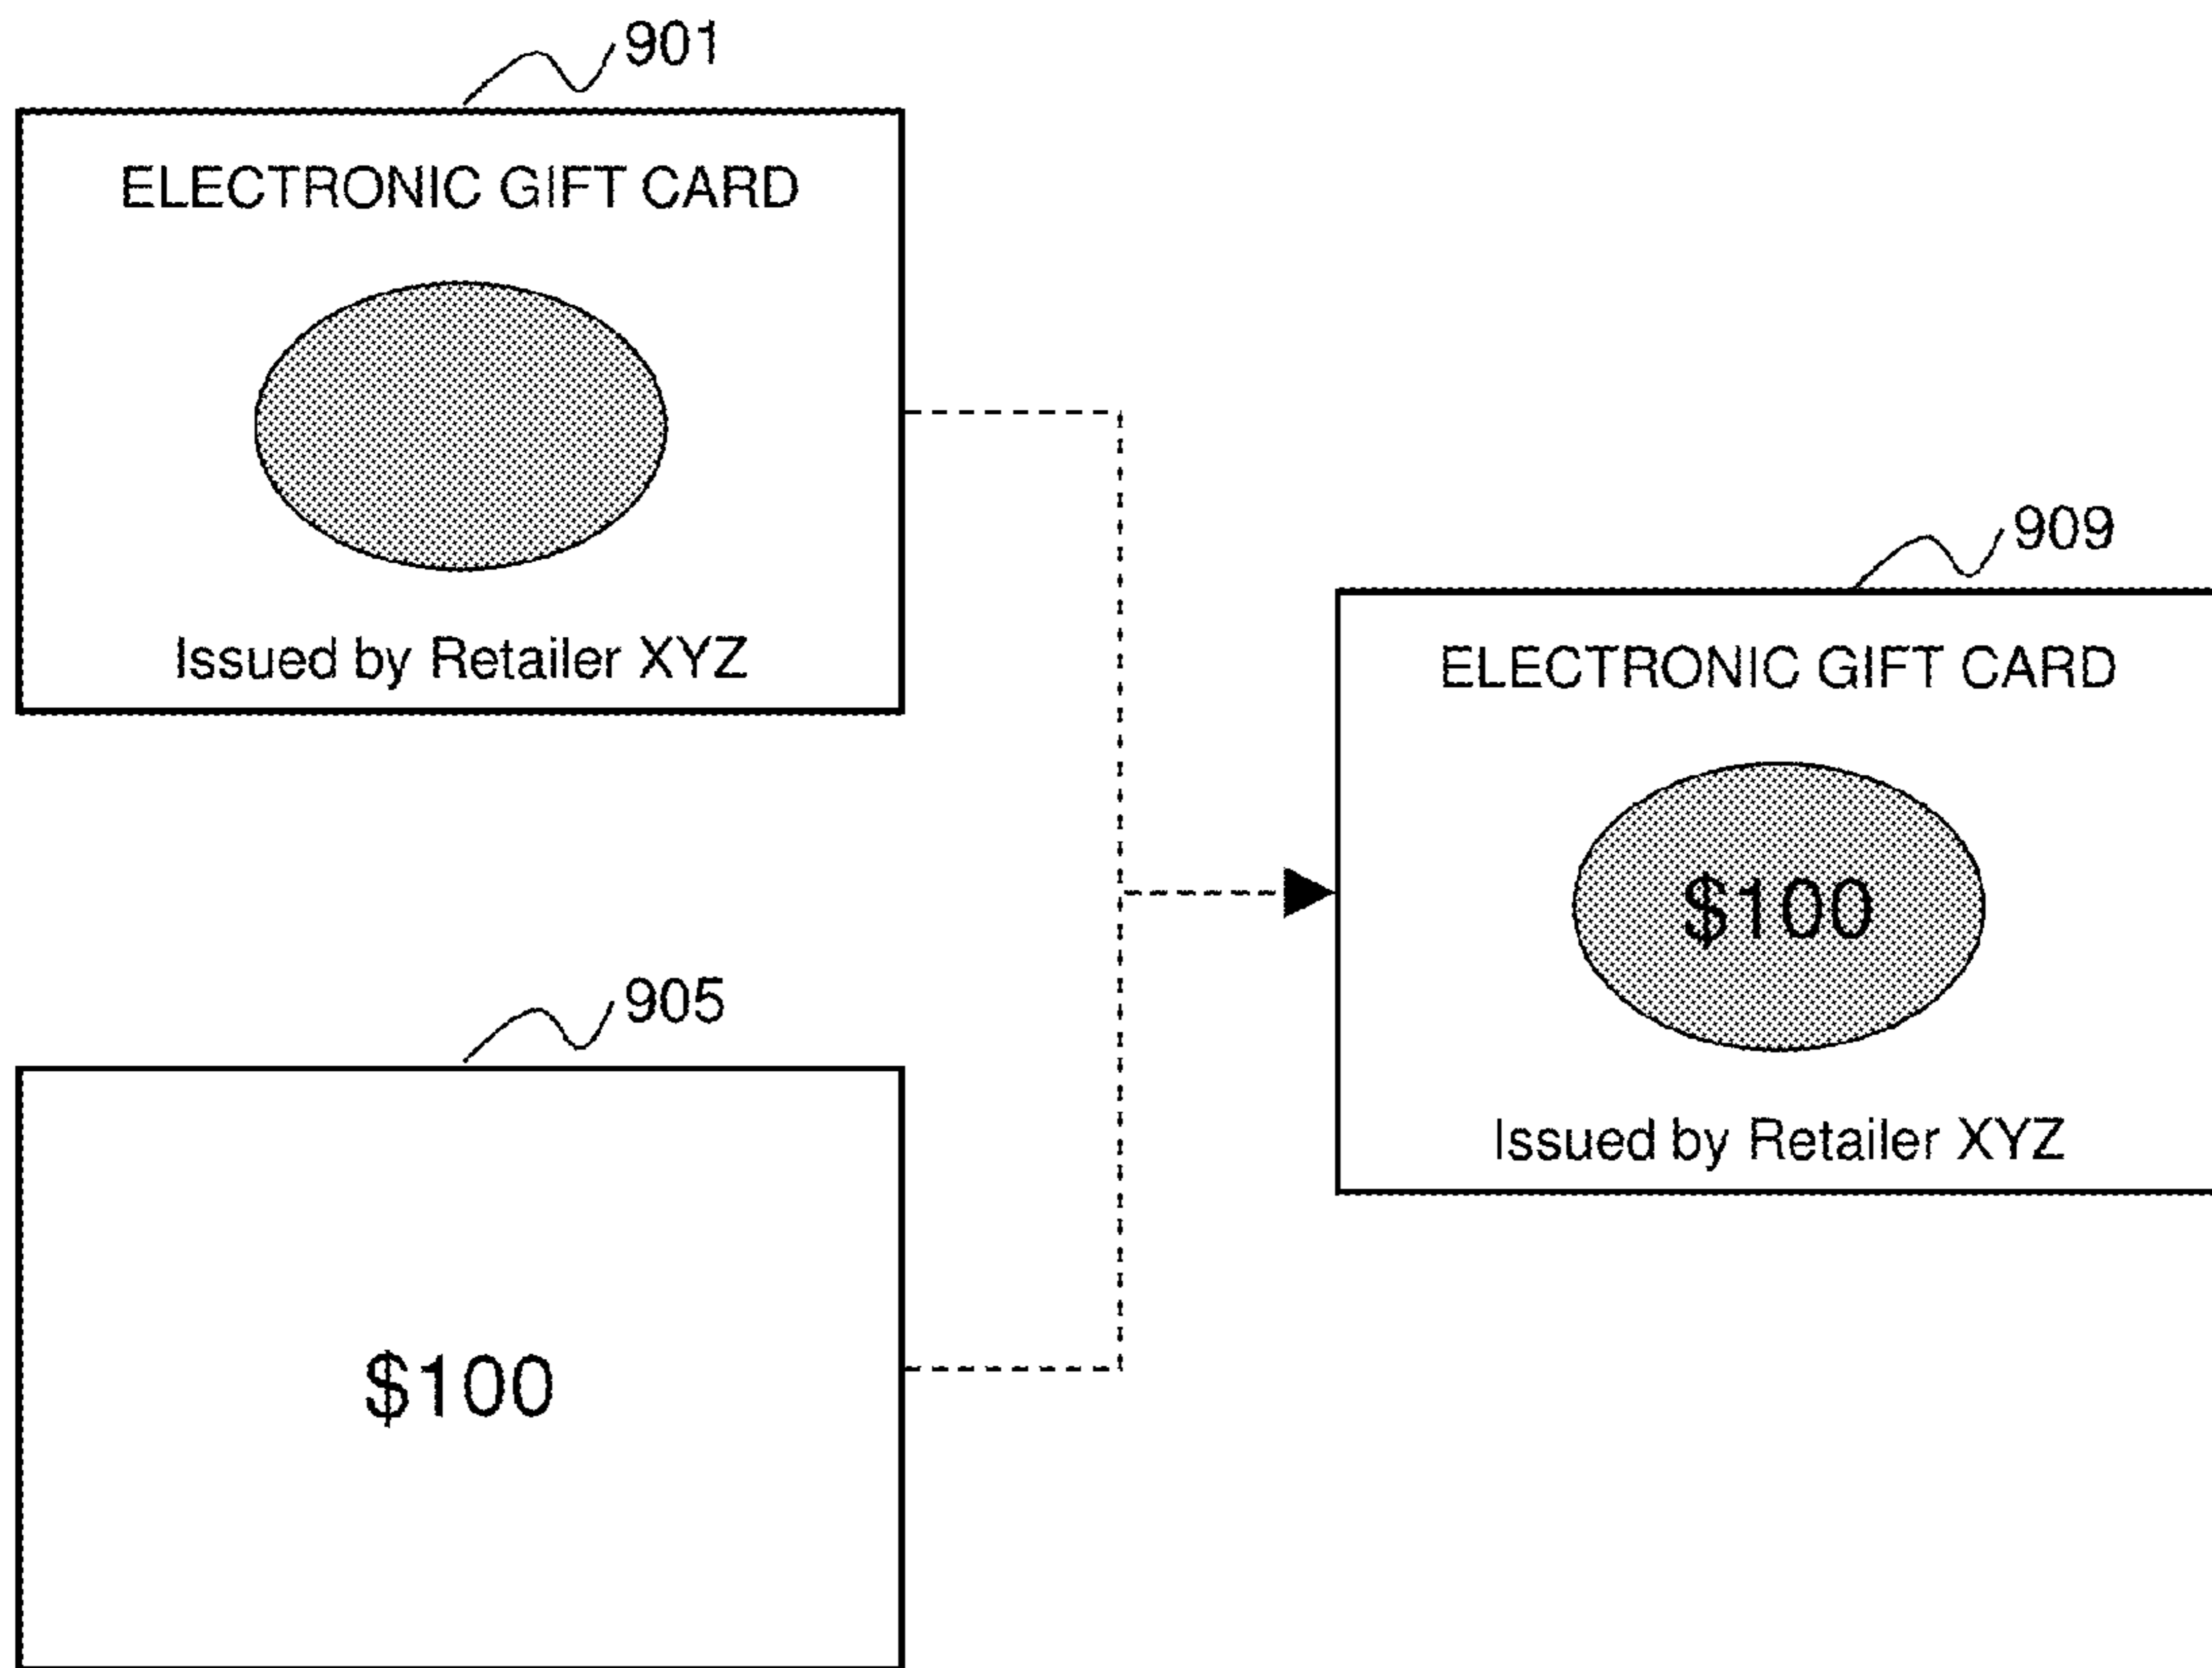 901
ELECTRONIC GIFT CARD
Issued by Retailer XYZ
905
$100
909
ELECTRONIC GIFT CARD
$100
Issued by Retailer XYZ